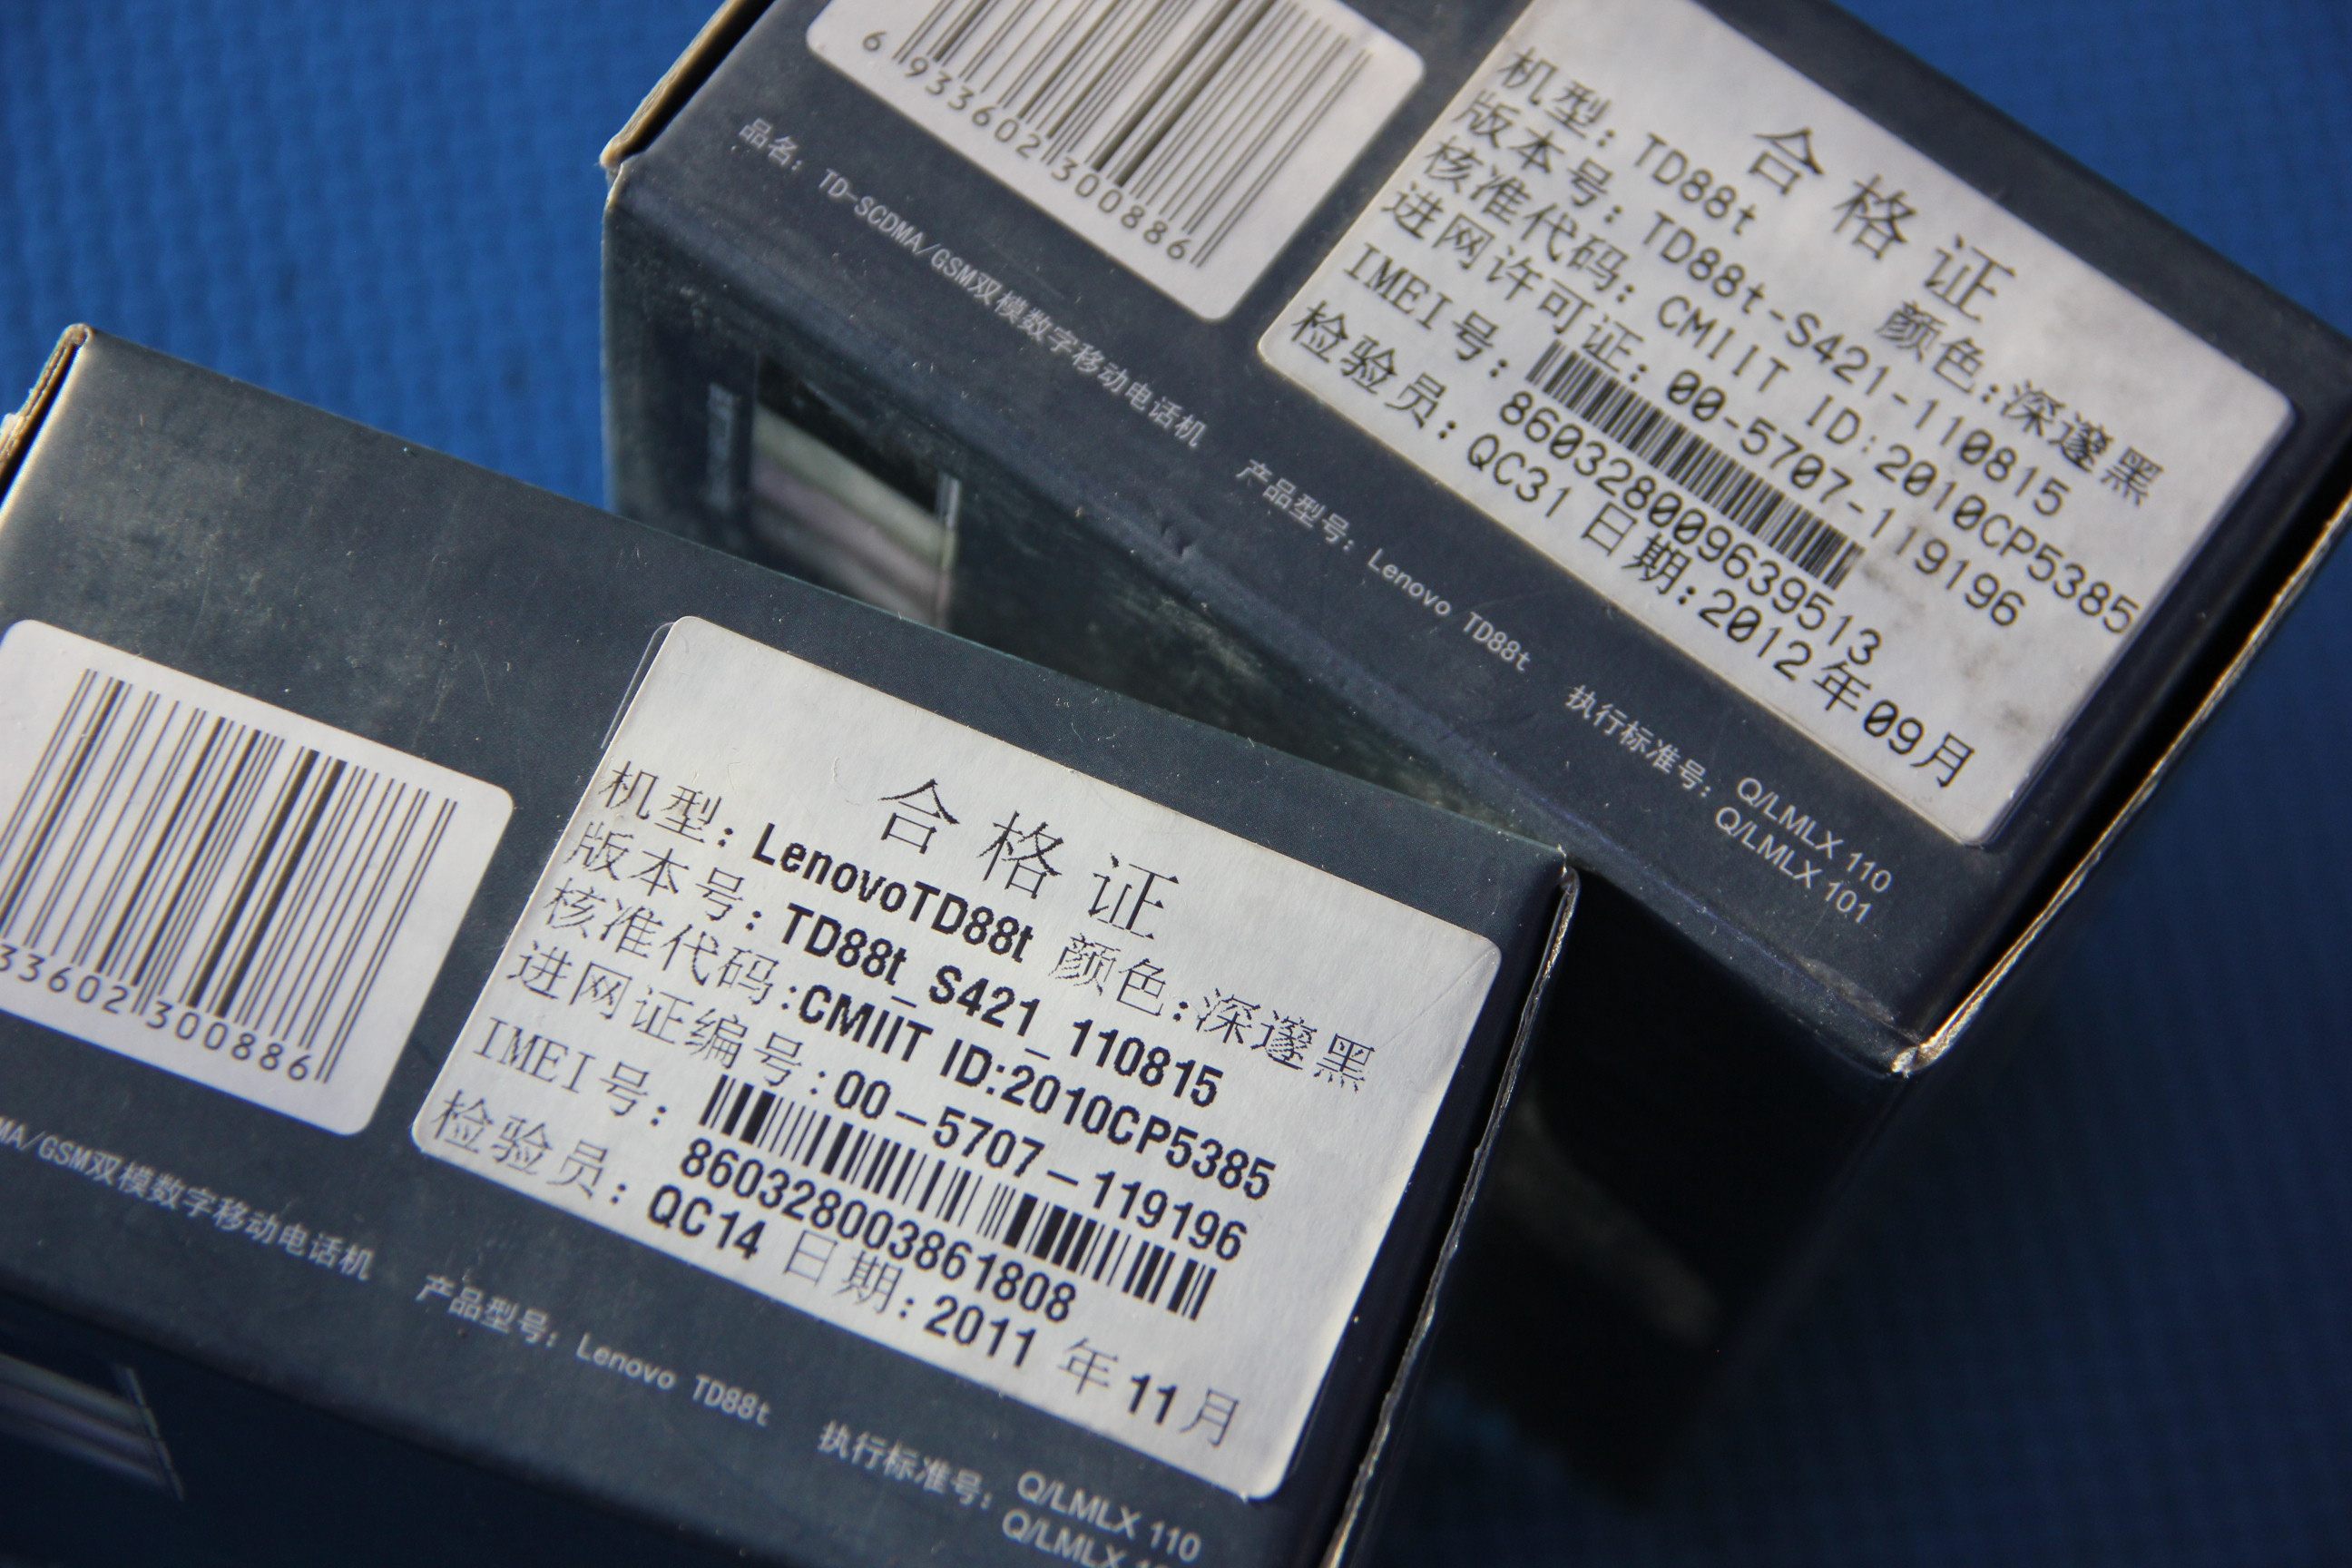 6 933602 300886
品名: TD-SCDMA/GSM双模数字移动电话机 产品型号: Lenovo TD88t 执行标准号: Q/LMLX 110
Q/LMLX 101
合格证
机型: TD88t 颜色:深邃黑
版本号: TD88t-S421-110815
核准代码: CMIIT ID:2010CP5385
进网许可证: 00-5707-119196
IMEI号:
860328009639513
检验员: QC31 日期:2012年09月
33602 300886
MA/GSM双模数字移动电话机 产品型号: Lenovo TD88t 执行标准号: Q/LMLX 110
Q/LMLX
合格证
机型: LenovoTD88t 颜色:深邃黑
版本号: TD88t_S421_110815
核准代码:CMIIT ID:2010CP5385
进网证编号:00-5707-119196
IMEI号:
860328003861808
检验员: QC14 日期: 2011 年 11月